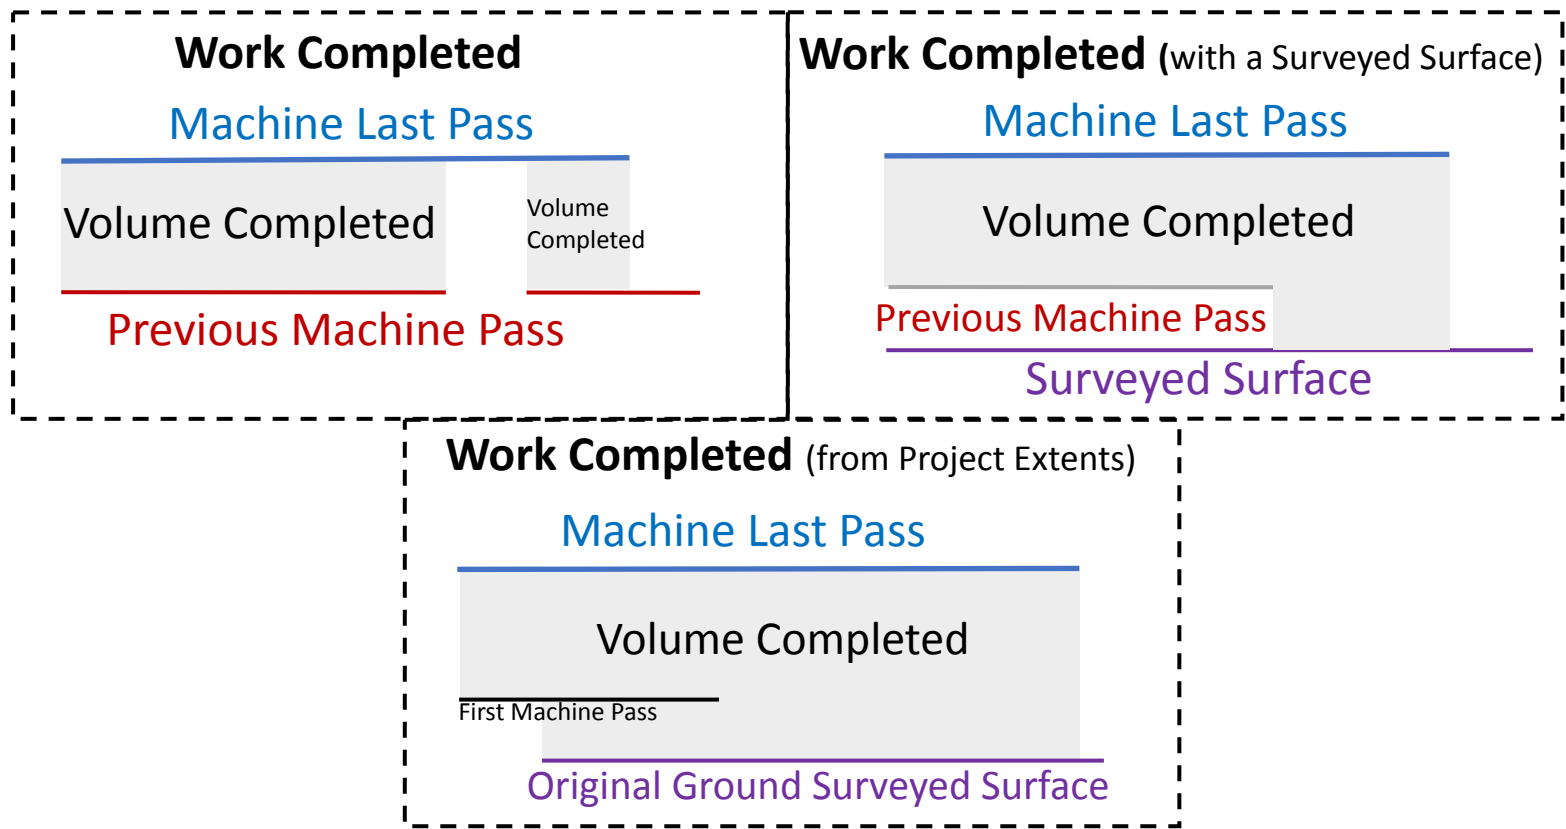 Work Completed
Machine Last Pass
Volume Completed
Volume
Completed
Previous Machine Pass
Work Completed (with a Surveyed Surface)
Machine Last Pass
Volume Completed
Previous Machine Pass
Surveyed Surface
Work Completed (from Project Extents)
Machine Last Pass
Volume Completed
First Machine Pass
Original Ground Surveyed Surface